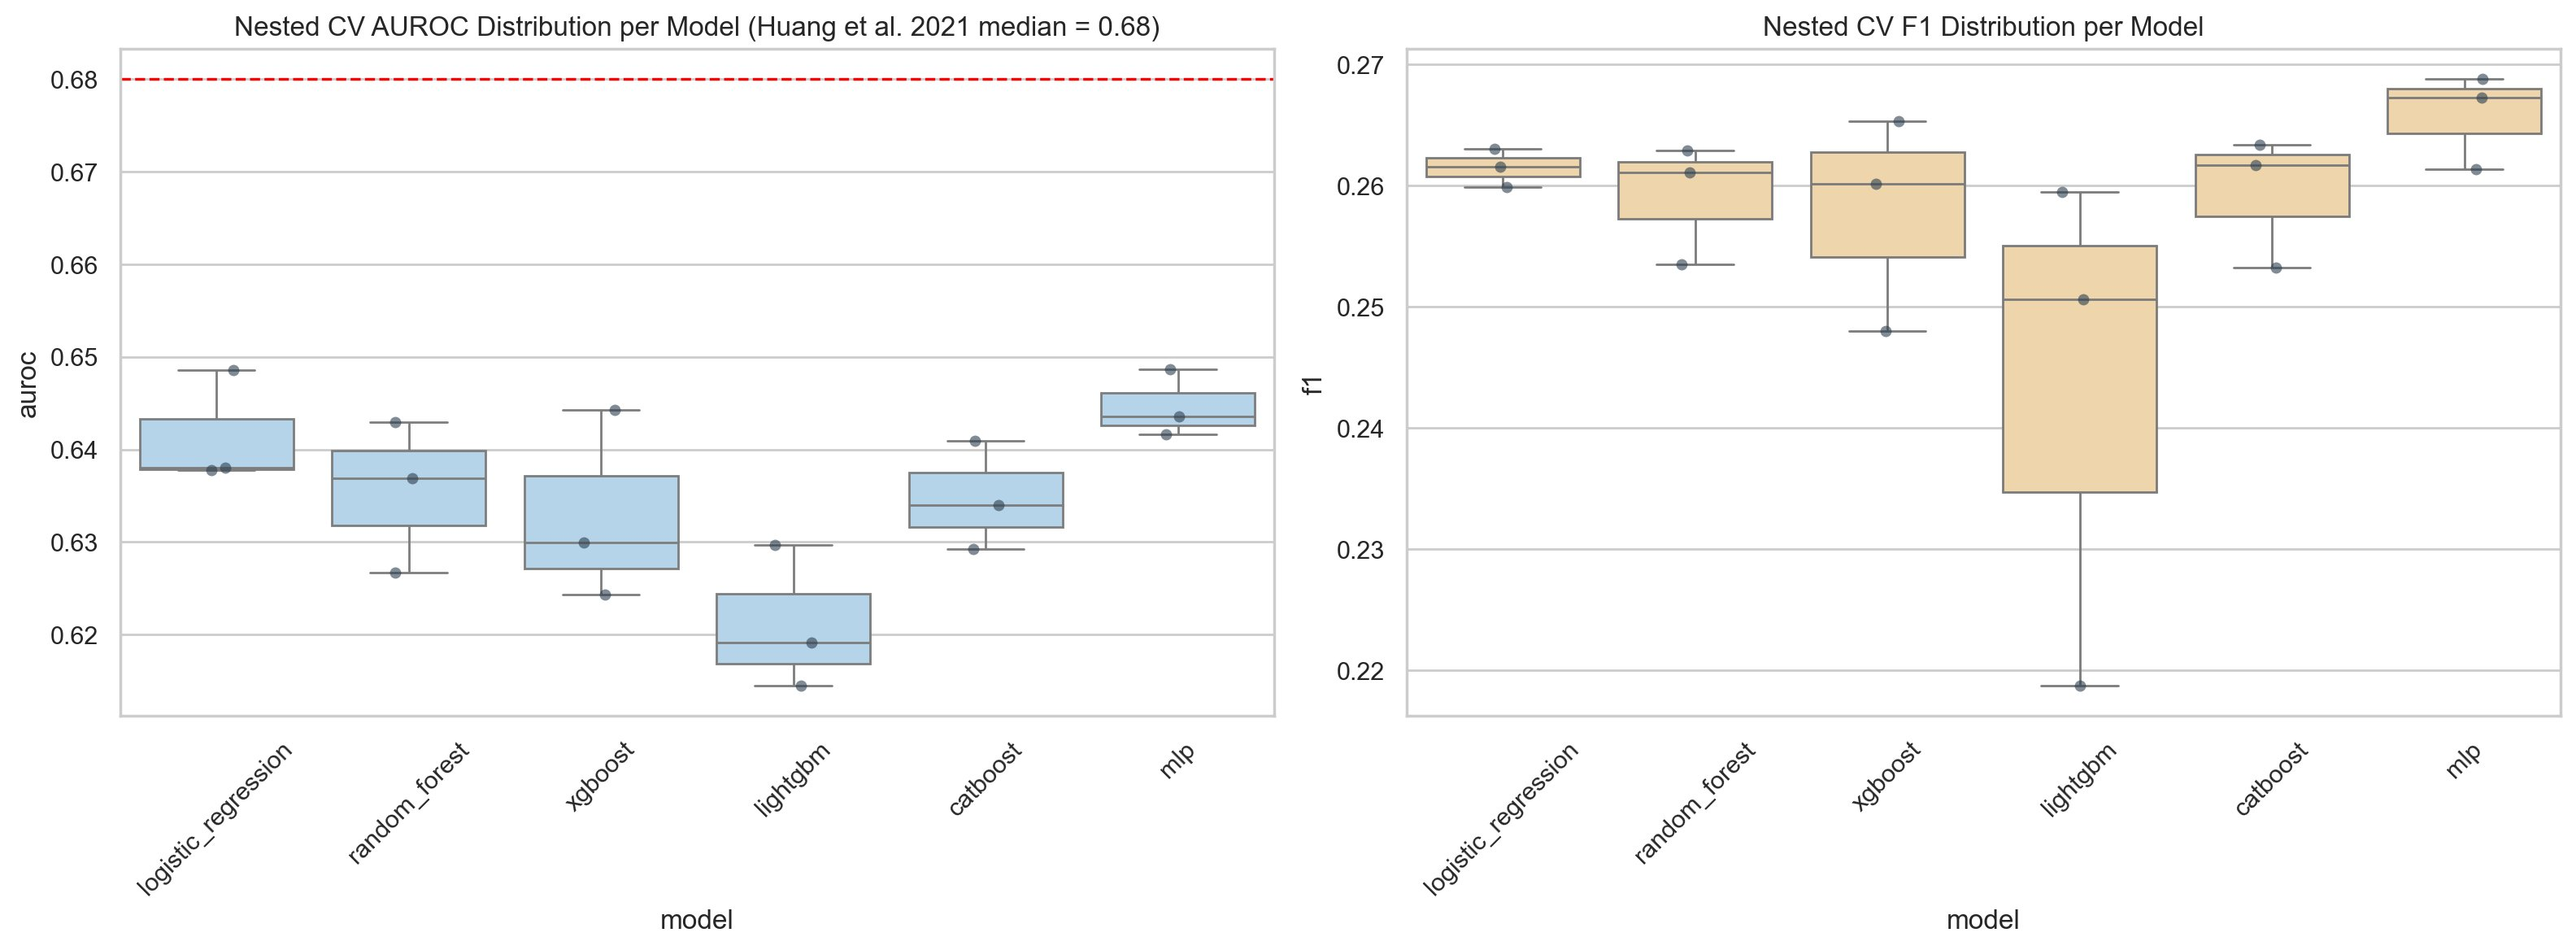 Nested CV AUROC Distribution per Model (Huang et al. 2021 median = 0.68)
0.68
0.67
0.66
0.65
0.64
0.63
0.62
auroc
logistic_regression
random_forest
xgboost
lightgbm
catboost
mlp
model
Nested CV F1 Distribution per Model
0.27
0.26
0.25
0.24
0.23
0.22
f1
logistic_regression
random_forest
xgboost
lightgbm
catboost
mlp
model